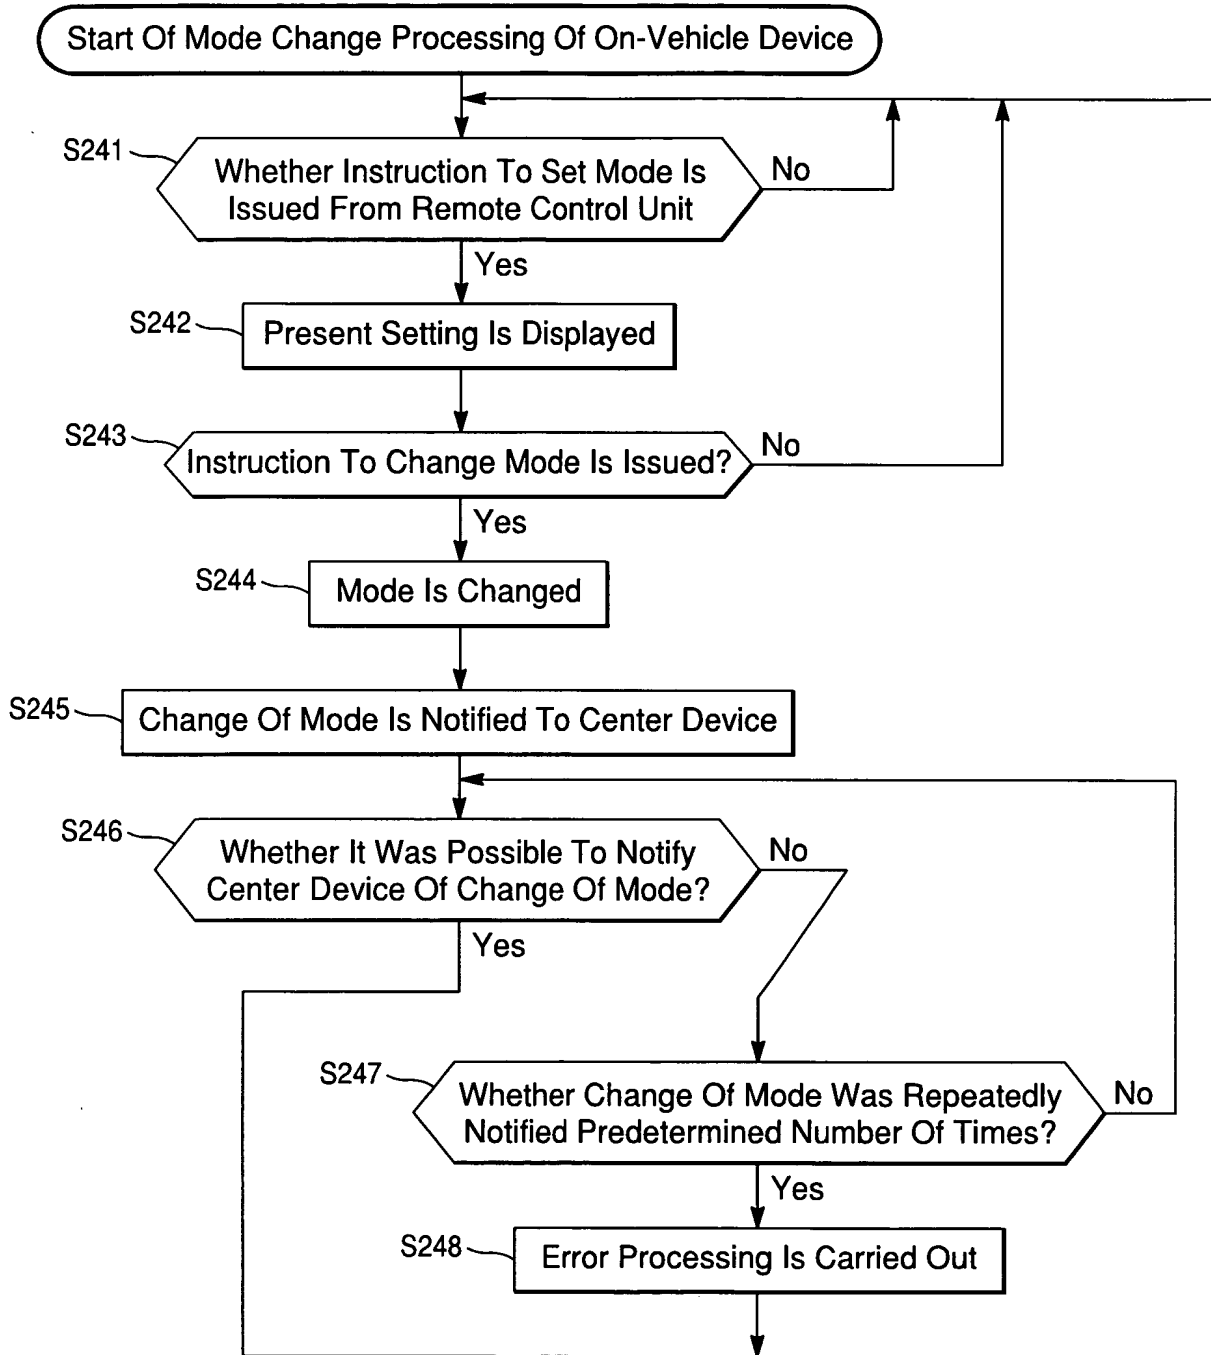 Start Of Mode Change Processing Of On-Vehicle Device
S241
Whether Instruction To Set Mode Is
Issued From Remote Control Unit
No
Yes
S242
Present Setting Is Displayed
S243
Instruction To Change Mode Is Issued?
No
Yes
S244
Mode Is Changed
S245
Change Of Mode Is Notified To Center Device
S246
Whether It Was Possible To Notify
Center Device Of Change Of Mode?
No
Yes
S247
Whether Change Of Mode Was Repeatedly
Notified Predetermined Number Of Times?
No
Yes
S248
Error Processing Is Carried Out